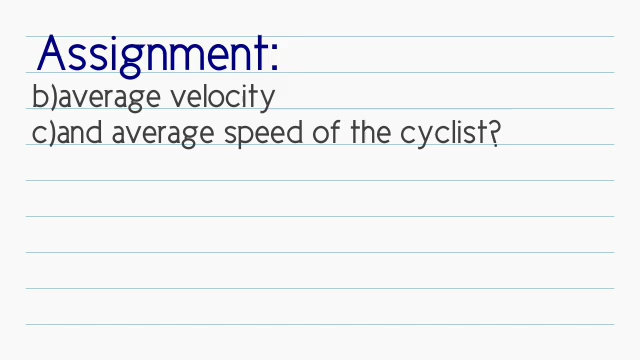 Assignment:
b)average velocity
c)and average speed of the cyclist?